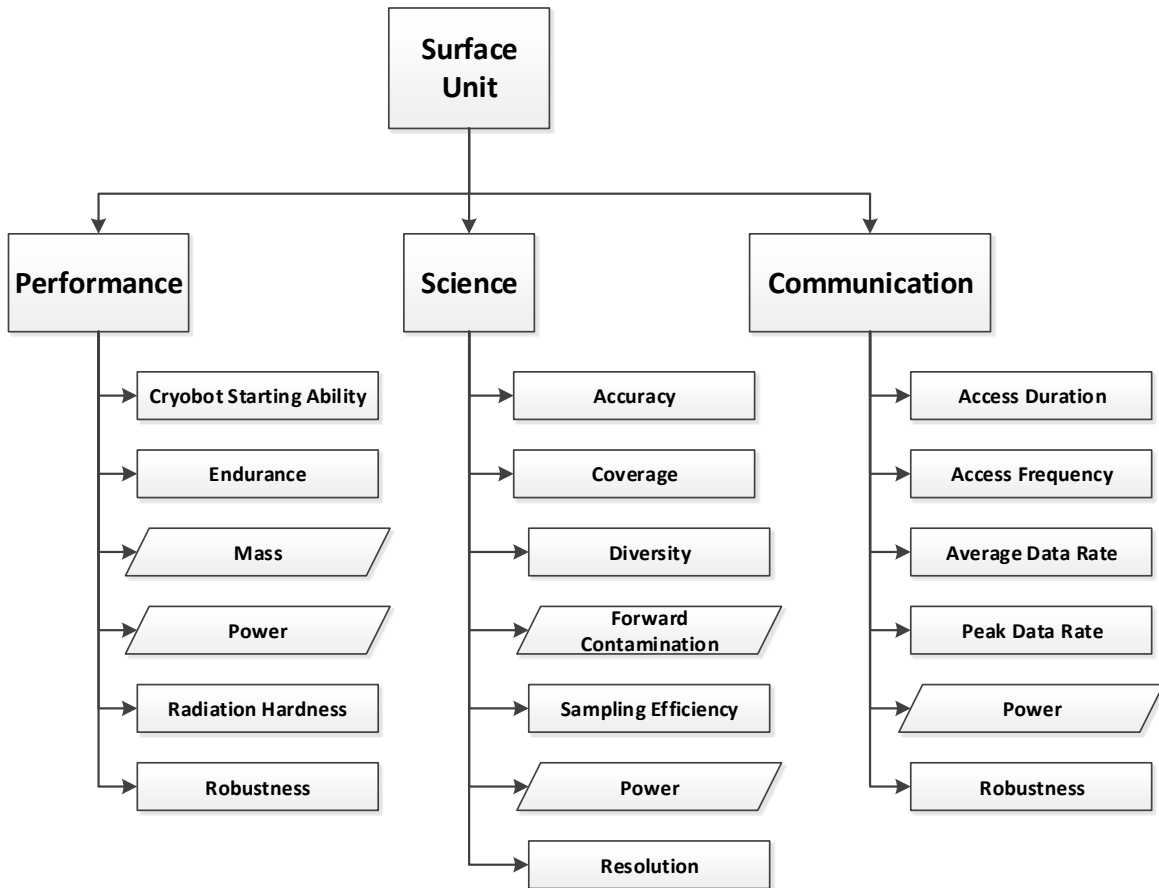 Surface
Unit
Performance
Science
Communication
Cryobot Starting Ability
Endurance
Mass
Power
Radiation Hardness
Robustness
Accuracy
Coverage
Diversity
Forward
Contamination
Sampling Efficiency
Power
Resolution
Access Duration
Access Frequency
Average Data Rate
Peak Data Rate
Power
Robustness